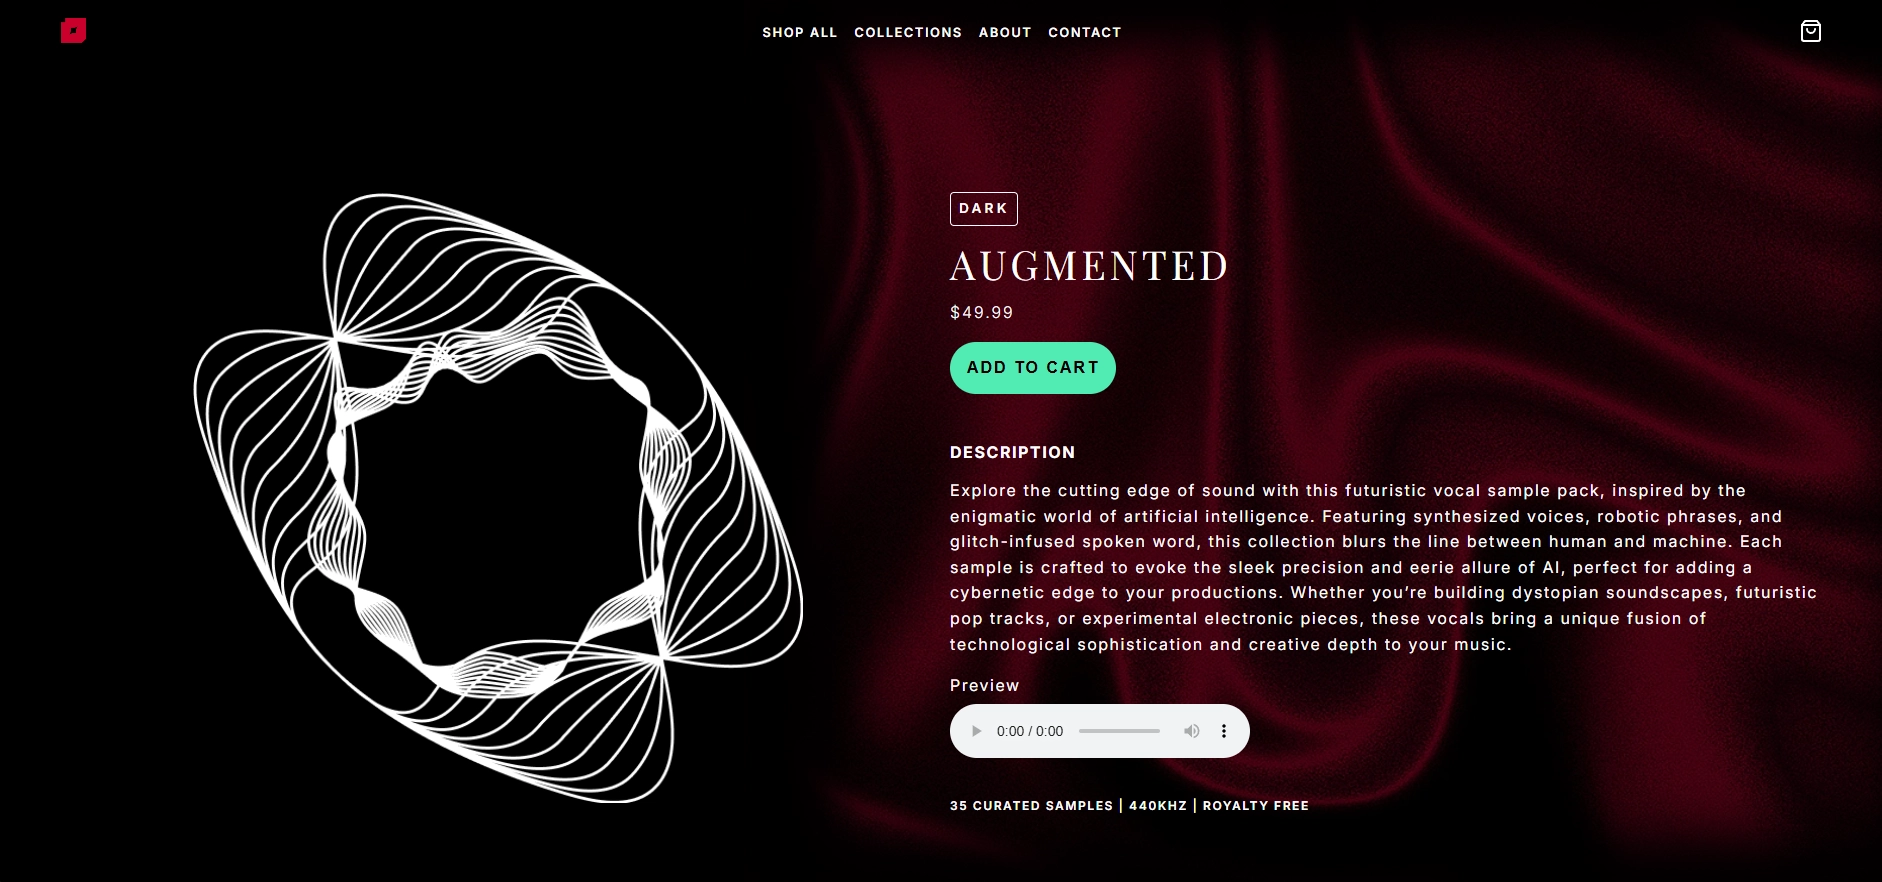 SHOP ALL COLLECTIONS ABOUT CONTACT
DARK
AUGMENTED
$49.99
ADD TO CART
DESCRIPTION
Explore the cutting edge of sound with this futuristic vocal sample pack, inspired by the
enigmatic world of artificial intelligence. Featuring synthesized voices, robotic phrases, and
glitch-infused spoken word, this collection blurs the line between human and machine. Each
sample is crafted to evoke the sleek precision and eerie allure of AI, perfect for adding a
cybernetic edge to your productions. Whether you’re building dystopian soundscapes, futuristic
pop tracks, or experimental electronic pieces, these vocals bring a unique fusion of
technological sophistication and creative depth to your music.
Preview
0:00 / 0:00
35 CURATED SAMPLES | 440KHZ | ROYALTY FREE